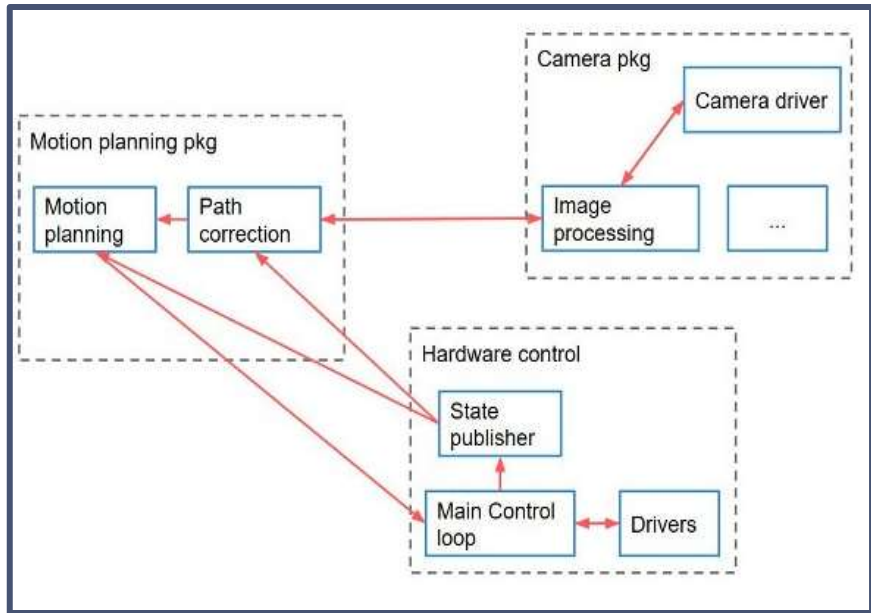 Camera pkg
Camera driver
Motion planning pkg
Motion
planning
Path
correction
Image
processing
...
Hardware control
State
publisher
Main Control
loop
Drivers